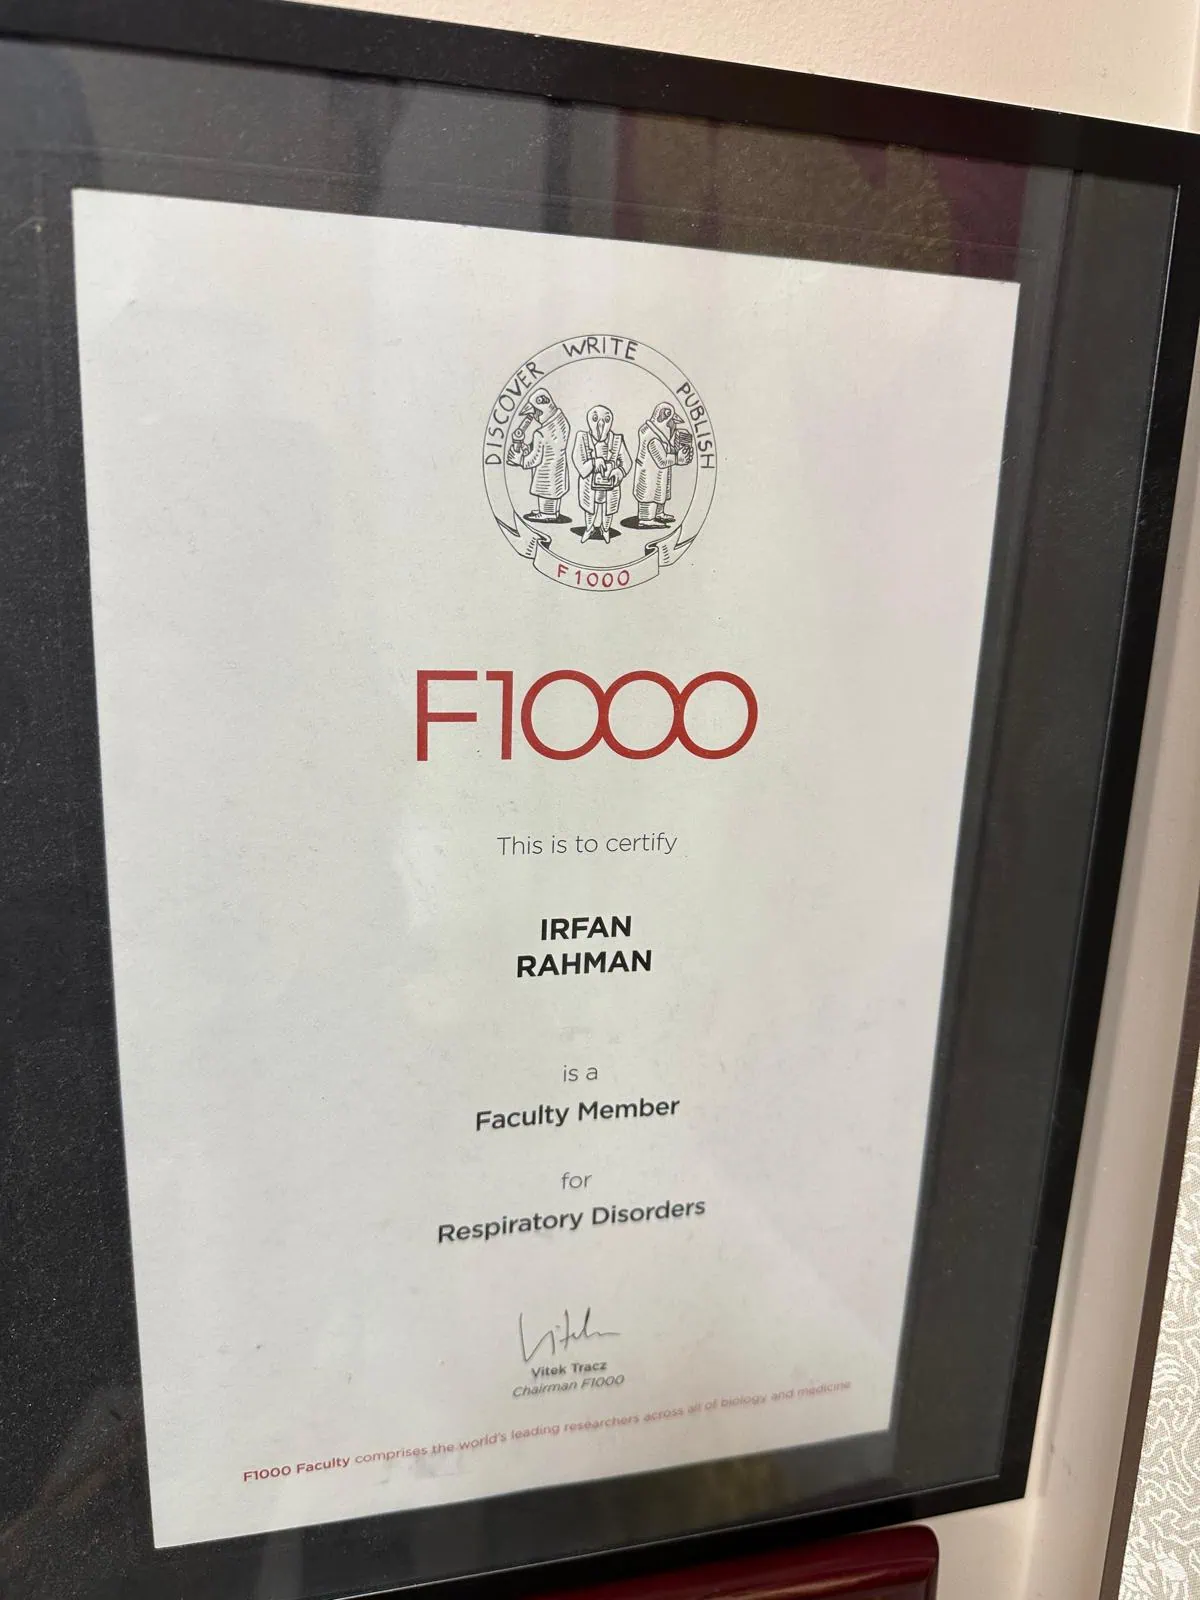 DISCOVER WRITE PUBLISH
F1000
F1000
This is to certify
IRFAN
RAHMAN
is a
Faculty Member
for
Respiratory Disorders
Vitek
Vitek Tracz
Chairman F1000
F1000 Faculty comprises the world's leading researchers across all of biology and medicine